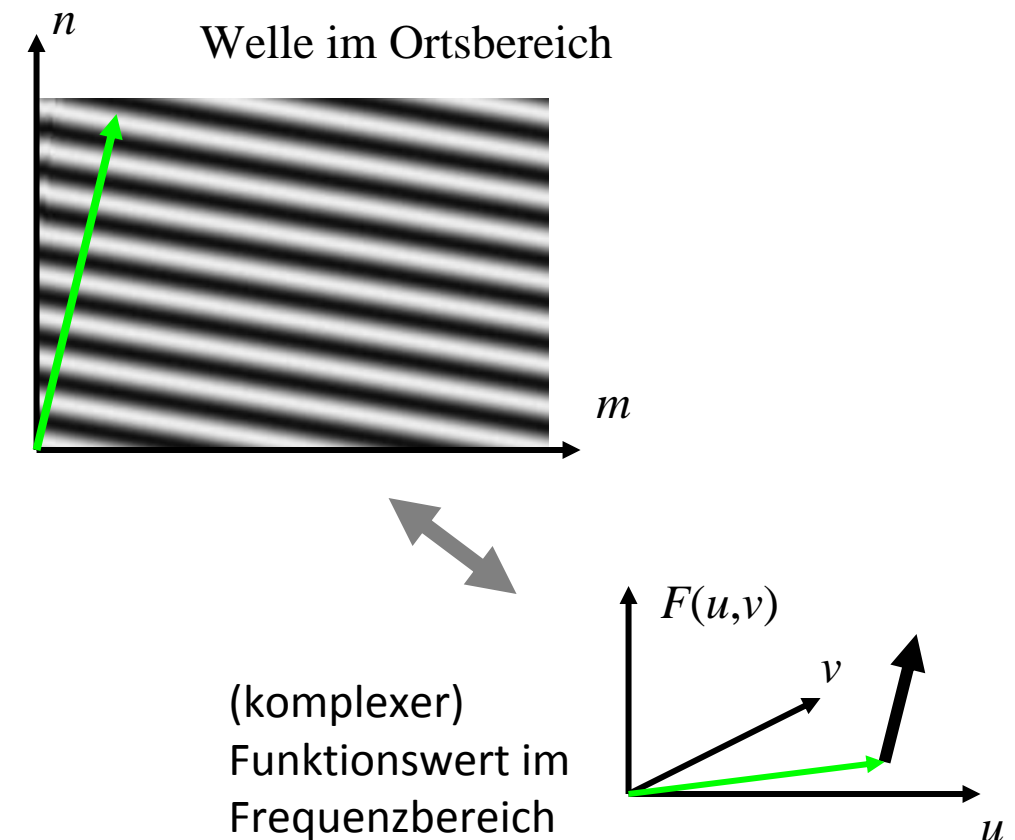 n
Welle im Ortsbereich
m
F(u,v)
v
(komplexer)
Funktionswert im
Frequenzbereich
u